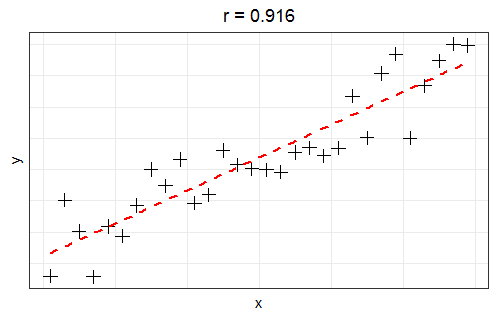 r = 0.916
y
x